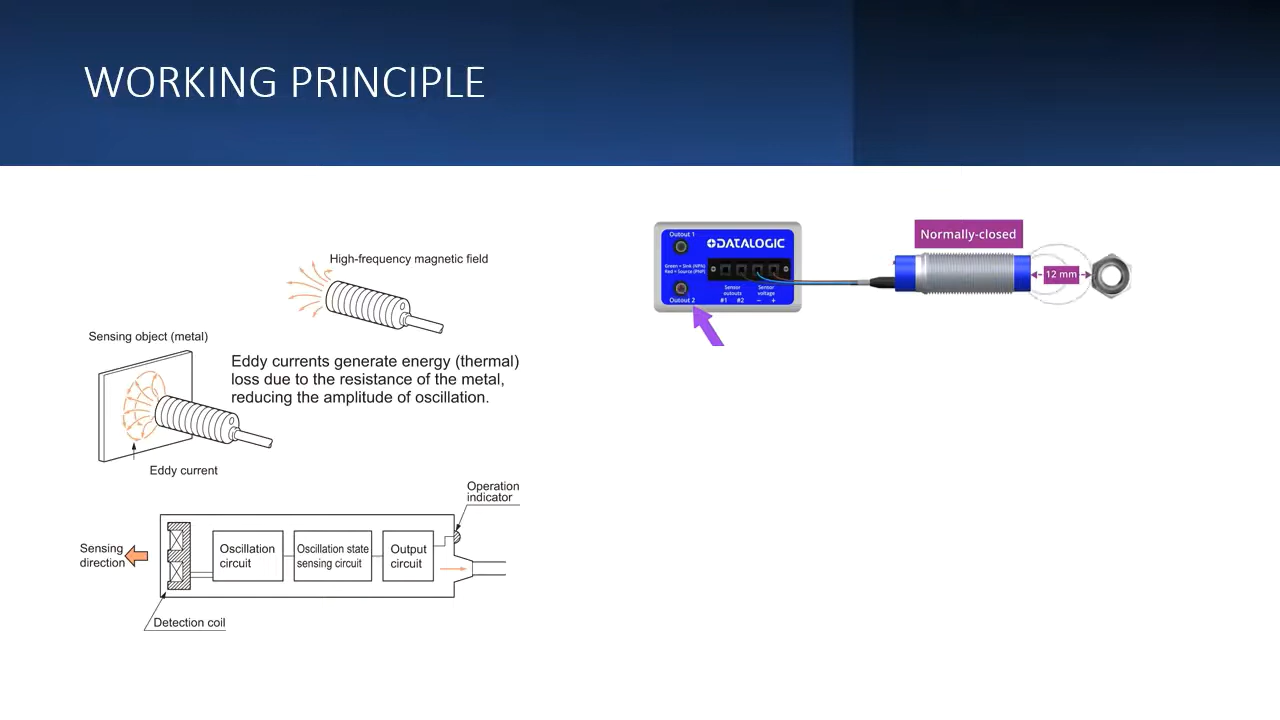 WORKING PRINCIPLE
High-frequency magnetic field
Sensing object (metal)
Eddy currents generate energy (thermal)
loss due to the resistance of the metal,
reducing the amplitude of oscillation.
Eddy current
Operation
indicator
Sensing
direction
Oscillation
circuit
Oscillation state
sensing circuit
Output
circuit
Detection coil
Outout 1
DATALOGIC
Green = Sink (NPN)
Red = Source (PNP)
Outout 2
Sensor
outouts
#1 #2
Sensor
voltage
− +
Normally-closed
12 mm